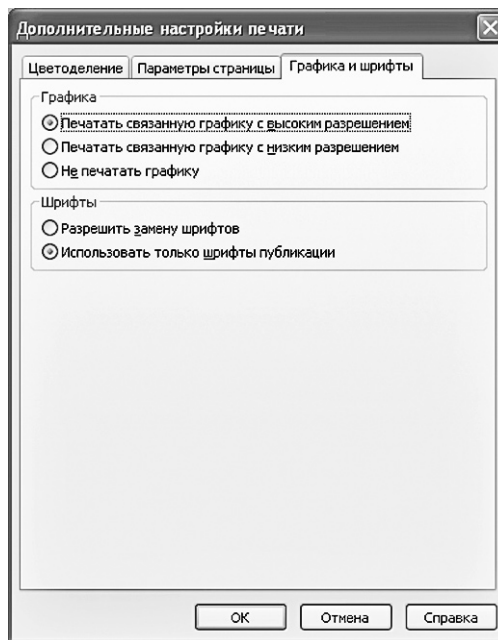 Дополнительные настройки печати
Цветоделение Параметры страницы Графика и шрифты
Графика
Печатать связанную графику с высоким разрешением
Печатать связанную графику с низким разрешением
Не печатать графику
Шрифты
Разрешить замену шрифтов
Использовать только шрифты публикации
ОК Отмена Справка